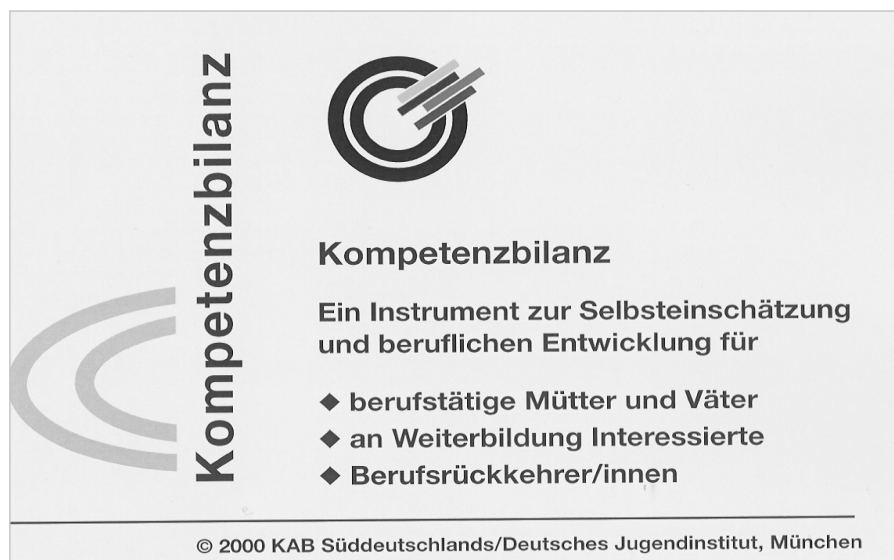 Kompetenzbilanz
Kompetenzbilanz
Ein Instrument zur Selbsteinschätzung
und beruflichen Entwicklung für
◆ berufstätige Mütter und Väter
◆ an Weiterbildung Interessierte
◆ Berufsrückkehrer/innen
© 2000 KAB Süddeutschlands/Deutsches Jugendinstitut, München